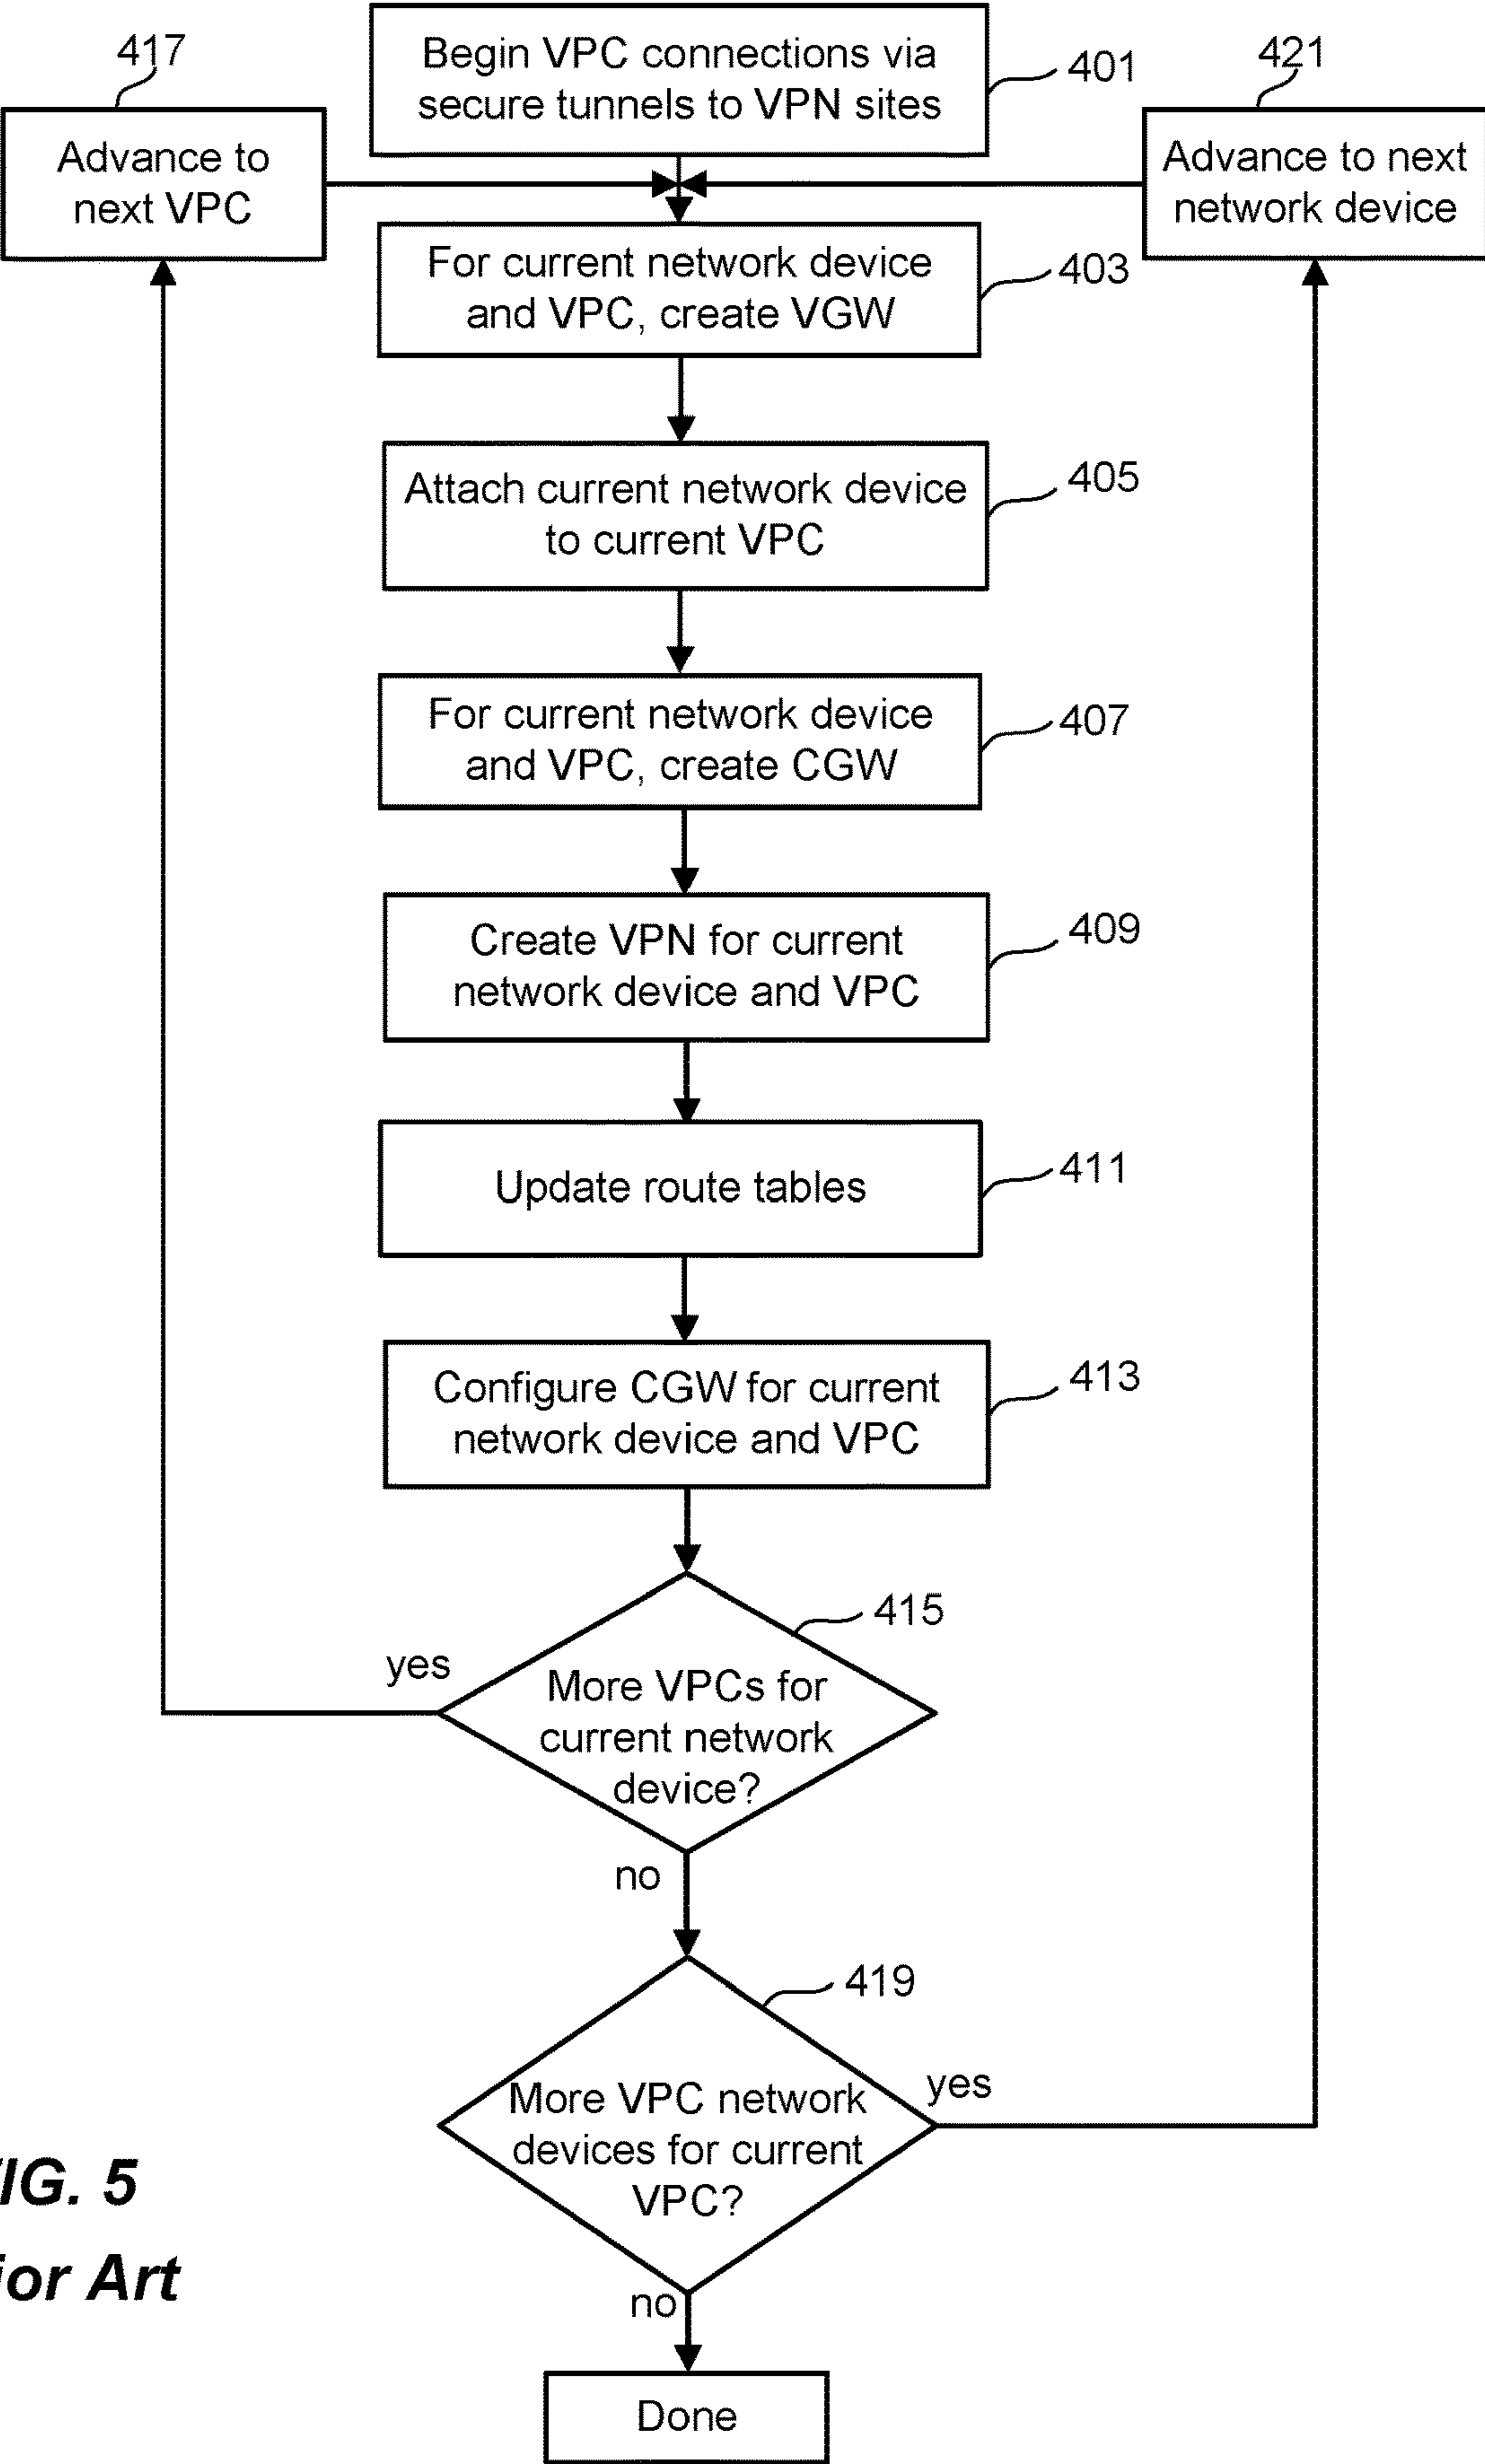 417
Begin VPC connections via
secure tunnels to VPN sites
401
421
Advance to
next VPC
Advance to next
network device
For current network device
and VPC, create VGW
403
Attach current network device
to current VPC
405
For current network device
and VPC, create CGW
407
Create VPN for current
network device and VPC
409
Update route tables
411
Configure CGW for current
network device and VPC
413
415
yes
More VPCs for
current network
device?
no
419
More VPC network
devices for current
VPC?
yes
IG. 5
ior Art
no
Done